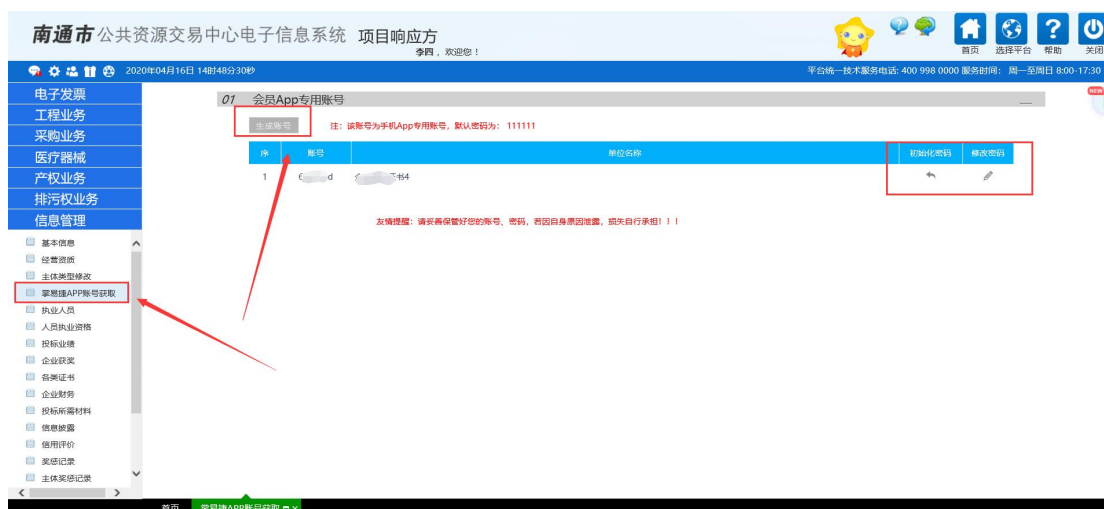 南通市公共资源交易中心电子信息系统 项目响应方
李四，欢迎您！
首页 选择平台 帮助 关闭
2020年04月16日 14时48分30秒
平台统一技术服务电话: 400 998 0000 服务时间： 周一至周日 8:00-17:30
NEW
电子发票
工程业务
采购业务
医疗器械
产权业务
排污权业务
信息管理
基本信息
经营资质
主体类型修改
掌易捷APP账号获取
执业人员
人员执业资格
投标业绩
企业获奖
各类证书
企业财务
投标所需材料
信息披露
信用评价
奖惩记录
主体奖惩记录
01 会员App专用账号
生成账号 注：该账号为手机App专用账号，默认密码为： 111111
序 账号 单位名称 初始化密码 修改密码
1 d 书4
友情提醒：请妥善保管好您的账号、密码，若因自身原因泄露，损失自行承担！！！
首页 掌易捷APP账号获取